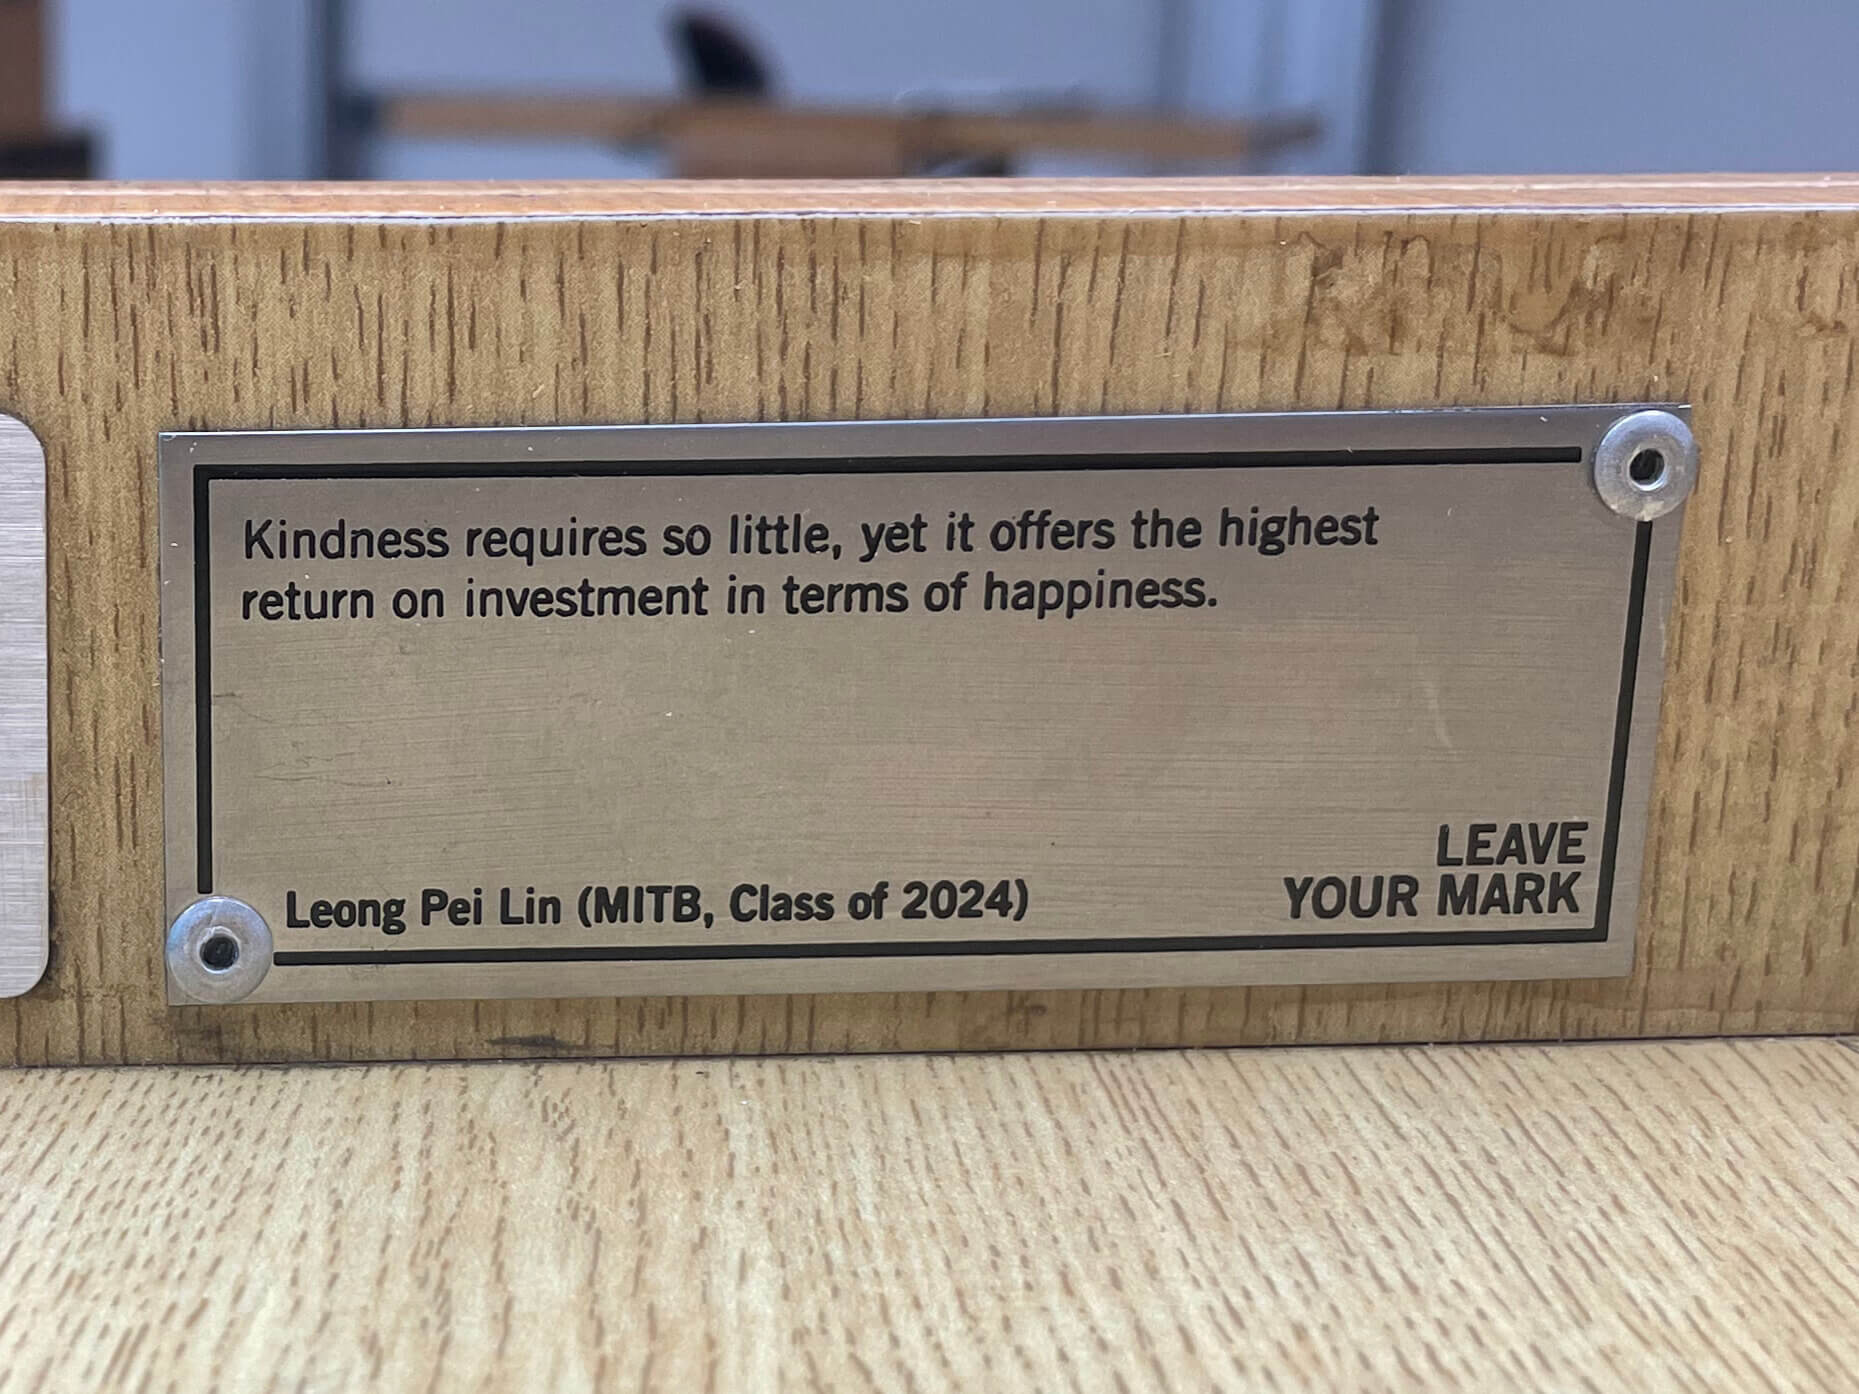 Kindness requires so little, yet it offers the highest
return on investment in terms of happiness.
Leong Pei Lin (MITB, Class of 2024)
LEAVE
YOUR MARK